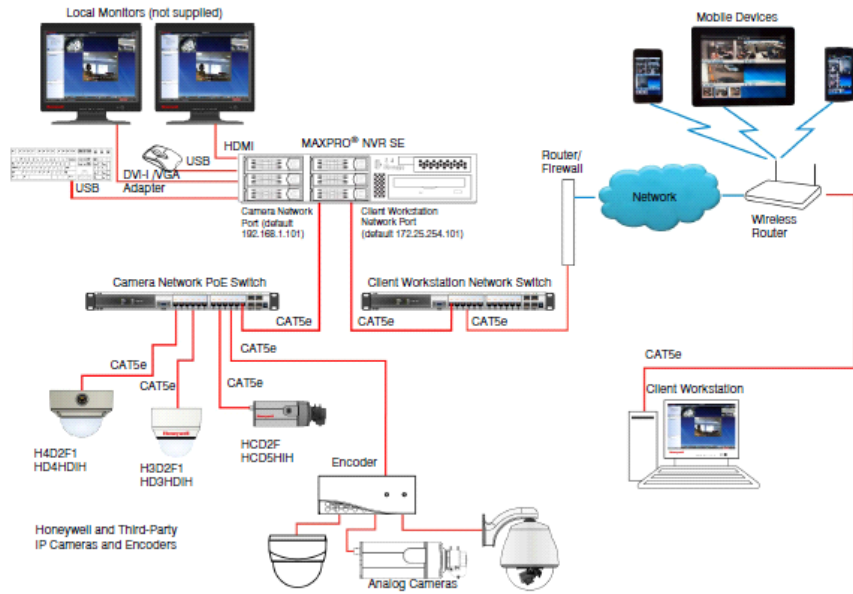 Local Monitors (not supplied)
Mobile Devices
USB
HDMI
MAXPRO® NVR SE
USB
DVI-I /VGA
Adapter
Router/
Firewall
Network
Wireless
Router
Camera Network
Port (default
192.168.1.101)
Client Workstation
Network Port
(default 172.25.254.101)
Camera Network PoE Switch
Client Workstation Network Switch
CAT5e
CAT5e
CAT5e
CAT5e
CAT5e
CAT5e
CAT5e
CAT5e
Client Workstation
H4D2F1
HD4HDIH
Honeywell
H3D2F1
HD3HDIH
HCD2F
HCD5HIH
Encoder
Honeywell and Third-Party
IP Cameras and Encoders
Analog Cameras